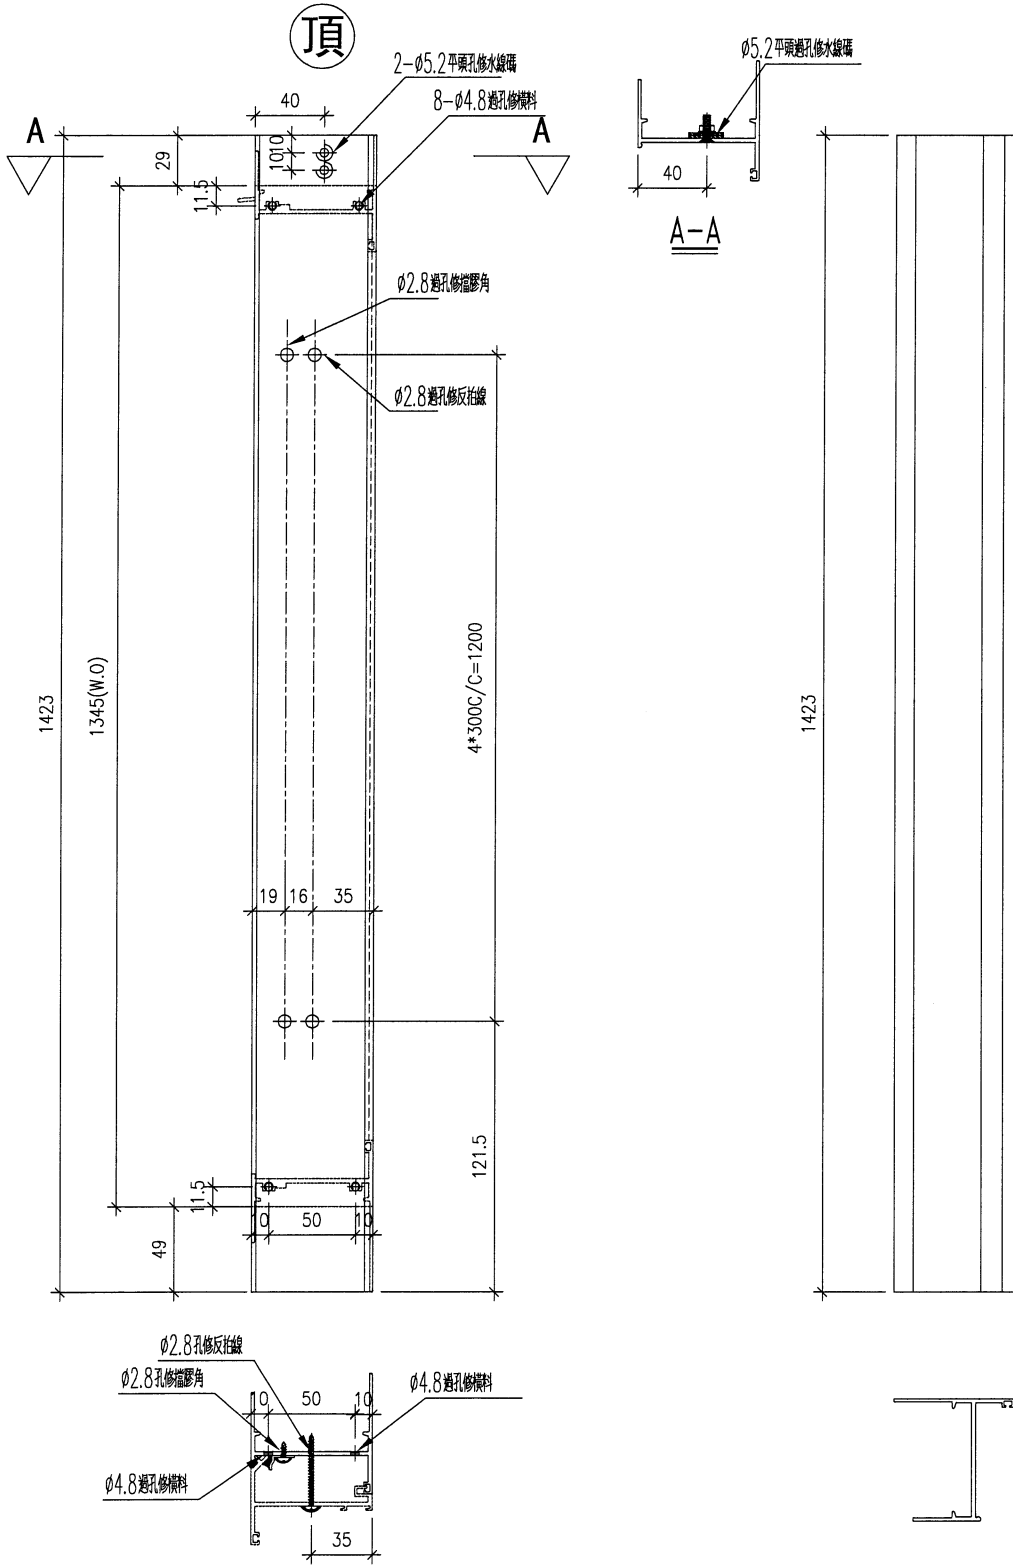 頂
2-Ø5.2平頭孔修水線碼
8-Ø4.8過孔修橫料
Ø5.2平頭過孔修水線碼
A
A
40
29
10
10
11.5
40
A-A
Ø2.8過孔修擋膠角
Ø2.8過孔修反拍線
1423
1345(W.O)
4*300C/C=1200
1423
19
16
35
121.5
11.5
10
50
10
49
Ø2.8孔修反拍線
Ø2.8孔修擋膠角
Ø4.8過孔修橫料
10
50
10
Ø4.8過孔修橫料
35